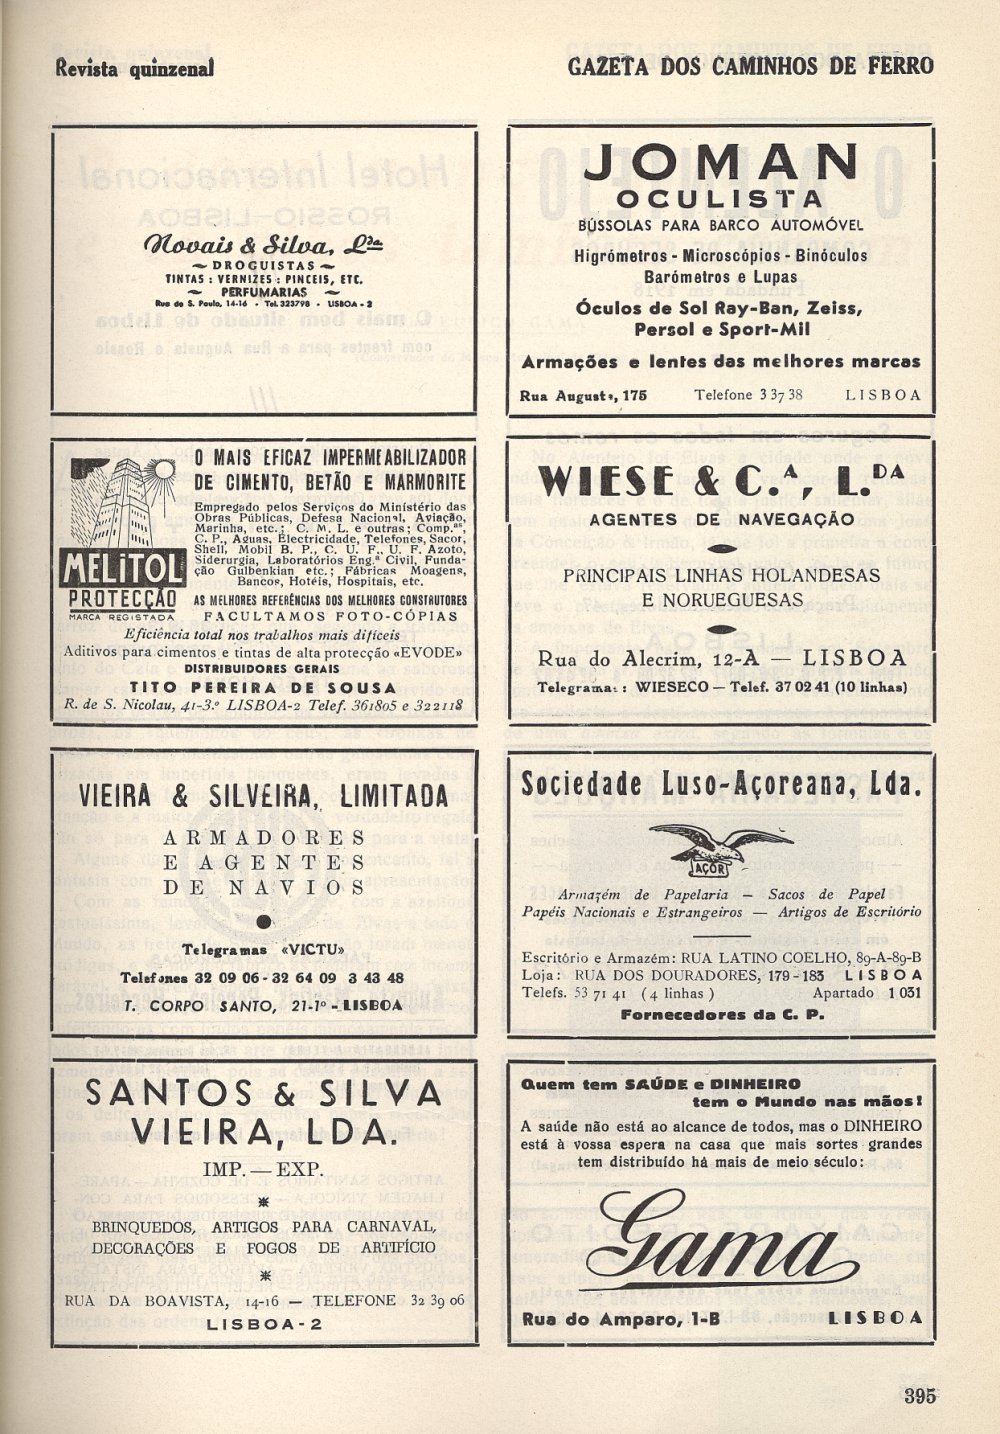 Revista quinzenal
GAZETA DOS CAMINHOS DE FERRO
Novais & Silva, L.da
~ DROGUISTAS ~
TINTAS : VERNIZES : PINCEIS, ETC.
~ PERFUMARIAS ~
Rua de S. Paulo, 14-16 • Tel. 323798 • LISBOA - 2
JOMAN
OCULISTA
BÚSSOLAS PARA BARCO AUTOMÓVEL
Higrómetros - Microscópios - Binóculos
Barómetros e Lupas
Óculos de Sol Ray-Ban, Zeiss,
Persol e Sport-Mil
Armações e lentes das melhores marcas
Rua Augusta, 175 Telefone 3 37 38 LISBOA
O MAIS EFICAZ IMPERMEABILIZADOR
DE CIMENTO, BETÃO E MARMORITE
Empregado pelos Serviços do Ministério das
Obras Públicas, Defesa Nacional, Aviação,
Marinha, etc.; C. M. L. e outras: Comp.as
C. P., Aguas, Electricidade, Telefones, Sacor,
Shell, Mobil B. P., C. U. F., U. F. Azoto,
Siderurgia, Laboratórios Eng.ª Civil, Funda-
ção Gulbenkian etc.; Fábricas Moagens,
Bancos, Hotéis, Hospitais, etc.
MELITOL
PROTECÇÃO
MARCA REGISTADA
AS MELHORES REFERÊNCIAS DOS MELHORES CONSTRUTORES
FACULTAMOS FOTO-CÓPIAS
Eficiência total nos trabalhos mais difíceis
Aditivos para cimentos e tintas de alta protecção «EVODE»
DISTRIBUIDORES GERAIS
TITO PEREIRA DE SOUSA
R. de S. Nicolau, 41-3.º LISBOA-2 Telef. 361805 e 322118
WIESE & C.A, L.DA
AGENTES DE NAVEGAÇÃO
PRINCIPAIS LINHAS HOLANDESAS
E NORUEGUESAS
Rua do Alecrim, 12-A — LISBOA
Telegramas: WIESECO — Telef. 37 02 41 (10 linhas)
VIEIRA & SILVEIRA, LIMITADA
ARMADORES
E AGENTES
DE NAVIOS
Telegramas «VICTU»
Telefones 32 09 06 - 32 64 09 3 43 48
T. CORPO SANTO, 21-1º - LISBOA
Sociedade Luso-Açoreana, Lda.
AÇOR
Armazém de Papelaria — Sacos de Papel
Papéis Nacionais e Estrangeiros — Artigos de Escritório
Escritório e Armazém: RUA LATINO COELHO, 89-A-89-B
Loja: RUA DOS DOURADORES, 179-183 LISBOA
Telefs. 53 71 41 (4 linhas) Apartado 1 031
Fornecedores da C. P.
SANTOS & SILVA
VIEIRA, LDA.
IMP. — EXP.
BRINQUEDOS, ARTIGOS PARA CARNAVAL,
DECORAÇÕES E FOGOS DE ARTIFÍCIO
RUA DA BOAVISTA, 14-16 — TELEFONE 32 39 06
LISBOA-2
Quem tem SAÚDE e DINHEIRO
tem o Mundo nas mãos!
A saúde não está ao alcance de todos, mas o DINHEIRO
está à vossa espera na casa que mais sortes grandes
tem distribuído há mais de meio século:
Gama
Rua do Amparo, 1-B LISBOA
395